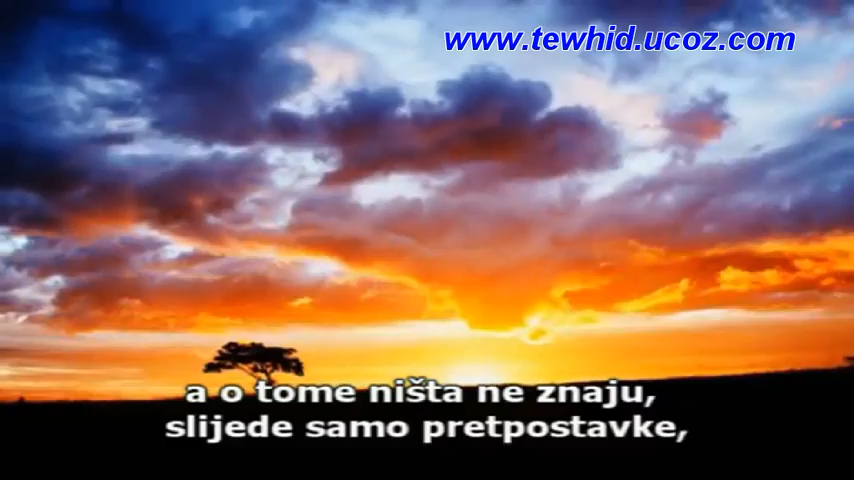 www.tewhid.ucoz.com
a o tome ništa ne znaju,
slijede samo pretpostavke,